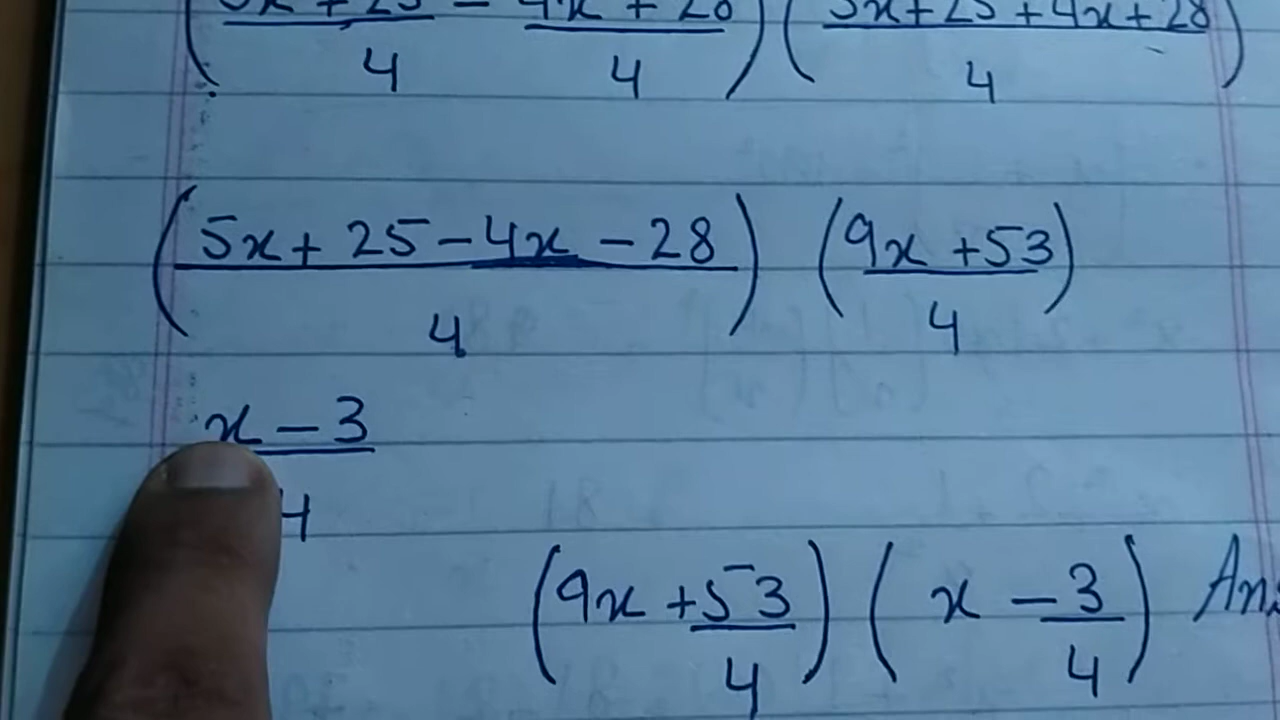 (5x + 25 / 4 - 4x + 28 / 4) (5x + 25 + 4x + 28 / 4)
(5x + 25 - 4x - 28 / 4) (9x + 53 / 4)
x - 3 / 4
(9x + 53 / 4) (x - 3 / 4) Ans